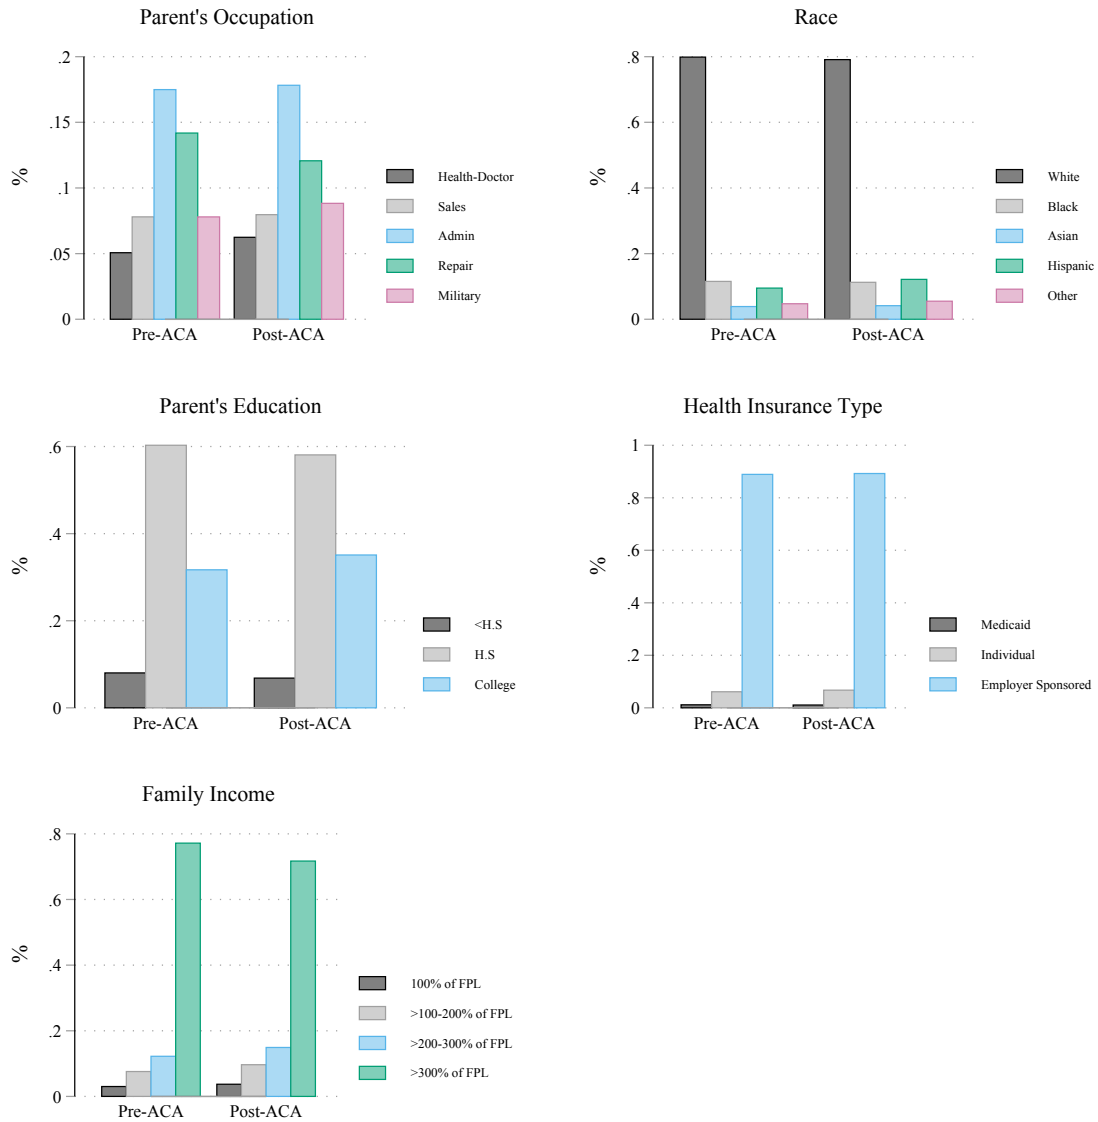 Parent's Occupation
%
.2
.15
.1
.05
0
Pre-ACA
Post-ACA
Health-Doctor
Sales
Admin
Repair
Military
Race
%
.8
.6
.4
.2
0
Pre-ACA
Post-ACA
White
Black
Asian
Hispanic
Other
Parent's Education
%
.6
.4
.2
0
Pre-ACA
Post-ACA
<H.S
H.S
College
Health Insurance Type
%
1
.8
.6
.4
.2
0
Pre-ACA
Post-ACA
Medicaid
Individual
Employer Sponsored
Family Income
%
.8
.6
.4
.2
0
Pre-ACA
Post-ACA
100% of FPL
>100-200% of FPL
>200-300% of FPL
>300% of FPL